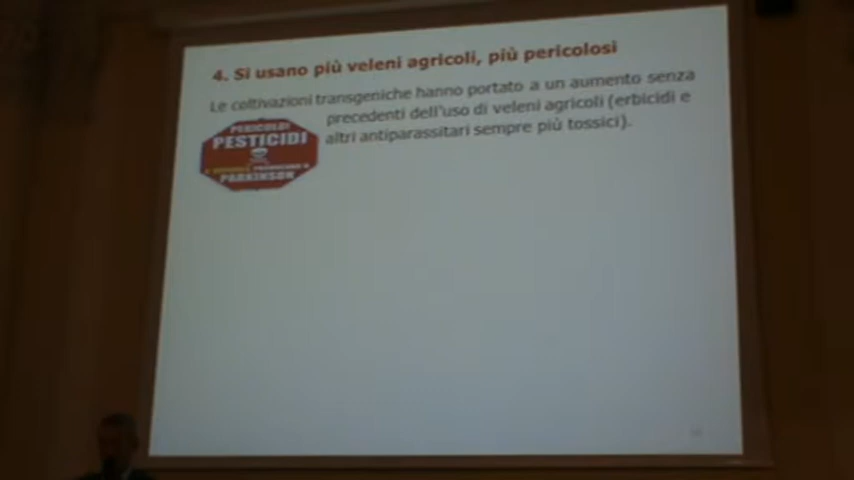 4. Si usano più veleni agricoli, più pericolosi
Le coltivazioni transgeniche hanno portato a un aumento senza
precedenti dell'uso di veleni agricoli (erbicidi e
altri antiparassitari sempre più tossici).
PERICOLO!
PESTICIDI
PARKINSON